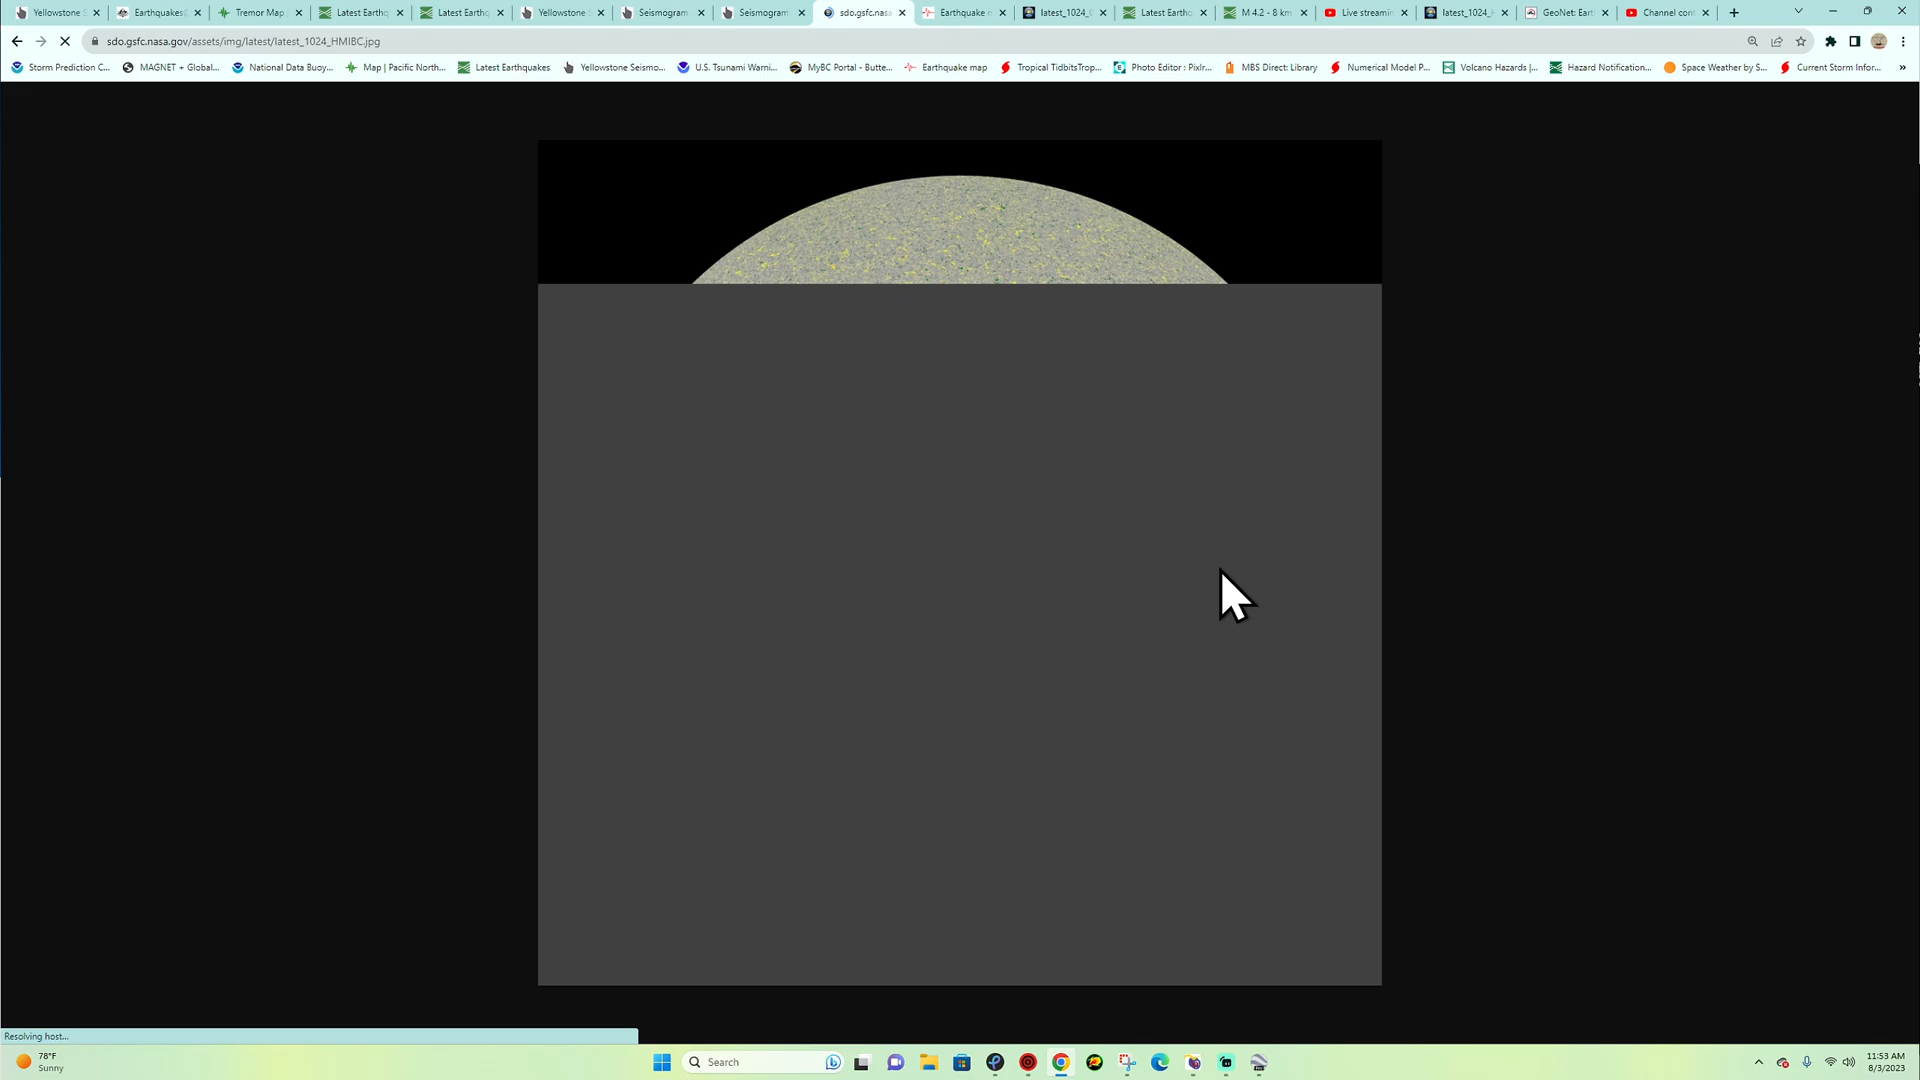 Yellowstone S
Earthquakes@
Tremor Map
Latest Earthq
Latest Earthq
Yellowstone S
Seismogram
Seismogram
sdo.gsfc.nasa
Earthquake m
latest_1024_0
Latest Earthq
M 4.2 - 8 km
Live streamin
latest_1024_H
GeoNet: Eart
Channel cont
sdo.gsfc.nasa.gov/assets/img/latest/latest_1024_HMIBC.jpg
Storm Prediction C...
MAGNET + Global...
National Data Buoy...
Map | Pacific North...
Latest Earthquakes
Yellowstone Seismo...
U.S. Tsunami Warni...
MyBC Portal - Butte...
Earthquake map
Tropical TidbitsTrop...
Photo Editor : Pixlr...
MBS Direct: Library
Numerical Model P...
Volcano Hazards |...
Hazard Notification...
Space Weather by S...
Current Storm Infor...
Resolving host...
78°F
Sunny
Search
11:53 AM
8/3/2023